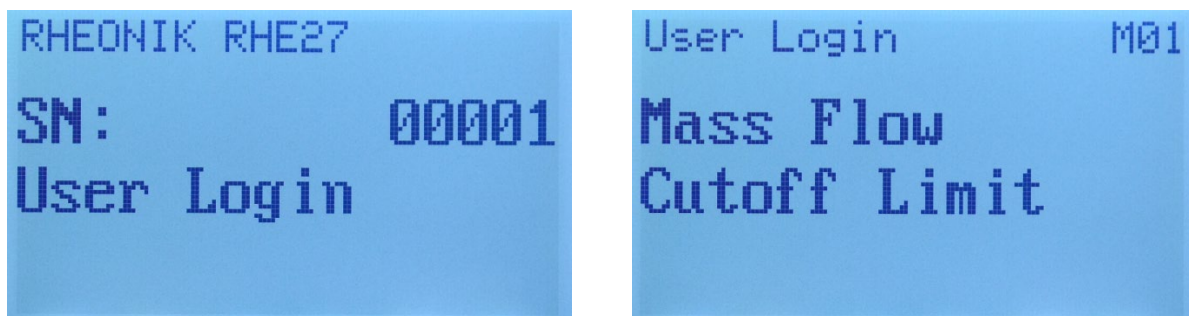 RHEONIK RHE27
SN: 00001
User Login
User Login M01
Mass Flow
Cutoff Limit